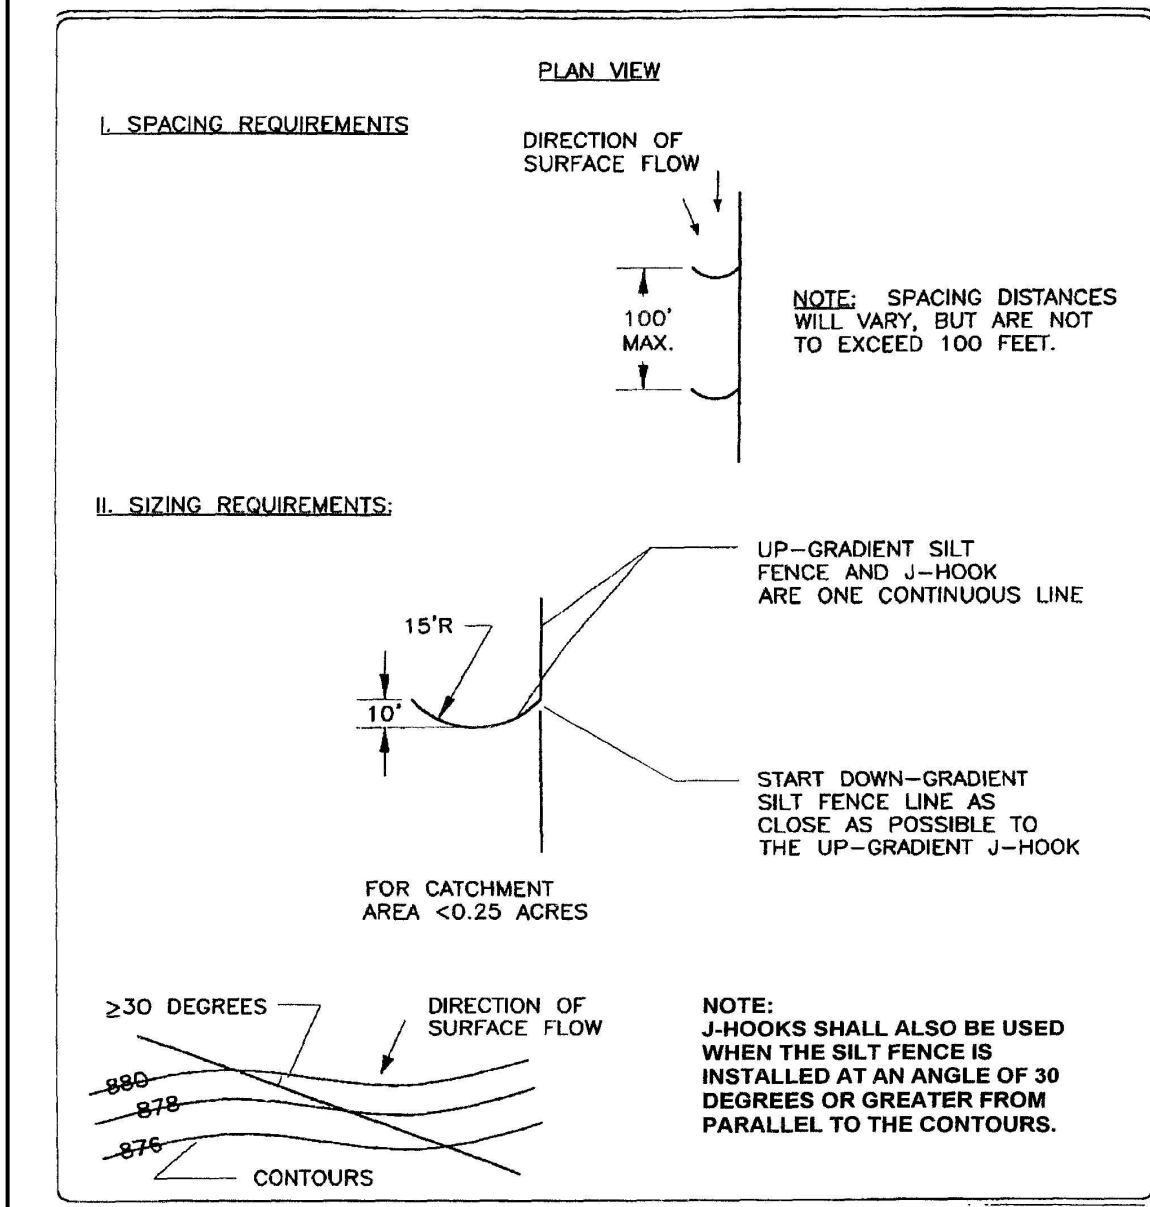 PLAN VIEW
I. SPACING REQUIREMENTS
DIRECTION OF
SURFACE FLOW
100'
MAX.
NOTE: SPACING DISTANCES
WILL VARY, BUT ARE NOT
TO EXCEED 100 FEET.
II. SIZING REQUIREMENTS:
UP-GRADIENT SILT
FENCE AND J-HOOK
ARE ONE CONTINUOUS LINE
15'R
10'
START DOWN-GRADIENT
SILT FENCE LINE AS
CLOSE AS POSSIBLE TO
THE UP-GRADIENT J-HOOK
FOR CATCHMENT
AREA <0.25 ACRES
≥30 DEGREES
DIRECTION OF
SURFACE FLOW
880
878
876
CONTOURS
NOTE:
J-HOOKS SHALL ALSO BE USED
WHEN THE SILT FENCE IS
INSTALLED AT AN ANGLE OF 30
DEGREES OR GREATER FROM
PARALLEL TO THE CONTOURS.